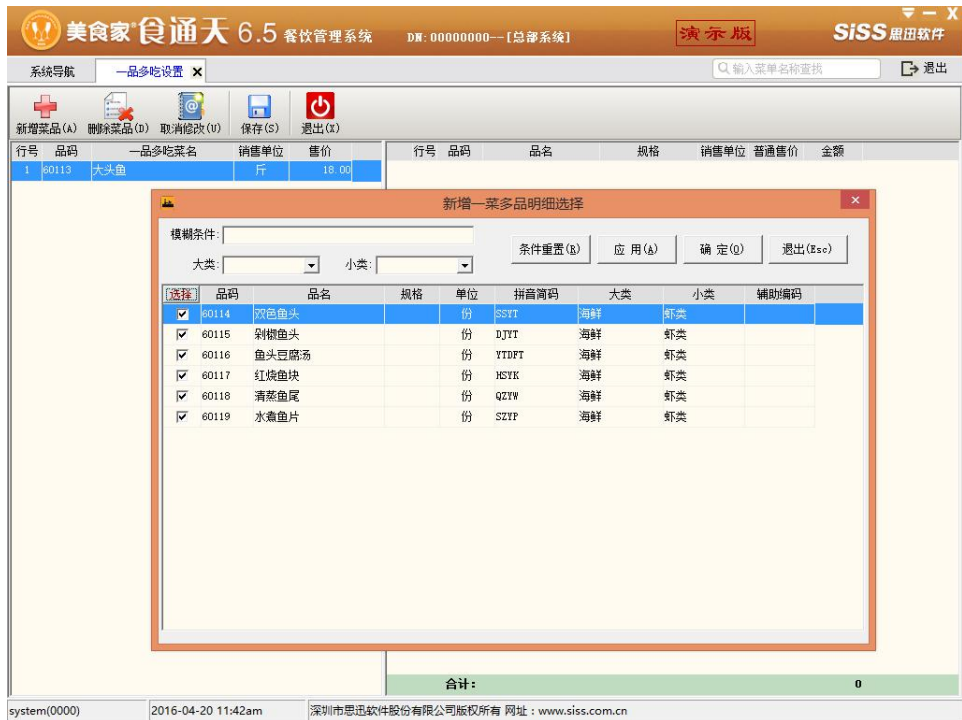 美食家®食通天 6.5 餐饮管理系统 DN:00000000--[总部系统] 演示版 SiSS 思迅软件
系统导航 一品多吃设置 输入菜单名称查找 退出
新增菜品(A) 删除菜品(D) 取消修改(U) 保存(S) 退出(X)
行号 品码 一品多吃菜名 销售单位 售价 行号 品码 品名 规格 销售单位 普通售价 金额
1 60113 大头鱼 斤 18.00
新增一菜多品明细选择
模糊条件: 条件重置(R) 应 用(A) 确 定(O) 退出(Esc)
大类: 小类:
选择 品码 品名 规格 单位 拼音简码 大类 小类 辅助编码
60114 双色鱼头 份 SSYT 海鲜 虾类
60115 剁椒鱼头 份 DJYT 海鲜 虾类
60116 鱼头豆腐汤 份 YTDFT 海鲜 虾类
60117 红烧鱼块 份 HSYK 海鲜 虾类
60118 清蒸鱼尾 份 QZYW 海鲜 虾类
60119 水煮鱼片 份 SZYP 海鲜 虾类
合计: 0
system(0000) 2016-04-20 11:42am 深圳市思迅软件股份有限公司版权所有 网址：www.siss.com.cn